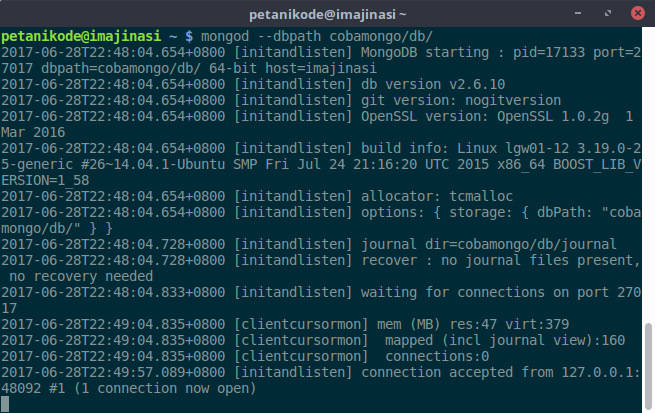 petanikode@imajinasi ~
petanikode@imajinasi ~ $ mongod --dbpath cobamongo/db/
2017-06-28T22:48:04.654+0800 [initandlisten] MongoDB starting : pid=17133 port=2
7017 dbpath=cobamongo/db/ 64-bit host=imajinasi
2017-06-28T22:48:04.654+0800 [initandlisten] db version v2.6.10
2017-06-28T22:48:04.654+0800 [initandlisten] git version: nogitversion
2017-06-28T22:48:04.654+0800 [initandlisten] OpenSSL version: OpenSSL 1.0.2g  1
Mar 2016
2017-06-28T22:48:04.654+0800 [initandlisten] build info: Linux lgw01-12 3.19.0-2
5-generic #26~14.04.1-Ubuntu SMP Fri Jul 24 21:16:20 UTC 2015 x86_64 BOOST_LIB_V
ERSION=1_58
2017-06-28T22:48:04.654+0800 [initandlisten] allocator: tcmalloc
2017-06-28T22:48:04.654+0800 [initandlisten] options: { storage: { dbPath: "coba
mongo/db/" } }
2017-06-28T22:48:04.728+0800 [initandlisten] journal dir=cobamongo/db/journal
2017-06-28T22:48:04.728+0800 [initandlisten] recover : no journal files present,
 no recovery needed
2017-06-28T22:48:04.833+0800 [initandlisten] waiting for connections on port 270
17
2017-06-28T22:49:04.835+0800 [clientcursormon] mem (MB) res:47 virt:379
2017-06-28T22:49:04.835+0800 [clientcursormon]  mapped (incl journal view):160
2017-06-28T22:49:04.835+0800 [clientcursormon]  connections:0
2017-06-28T22:49:57.089+0800 [initandlisten] connection accepted from 127.0.0.1:
48092 #1 (1 connection now open)